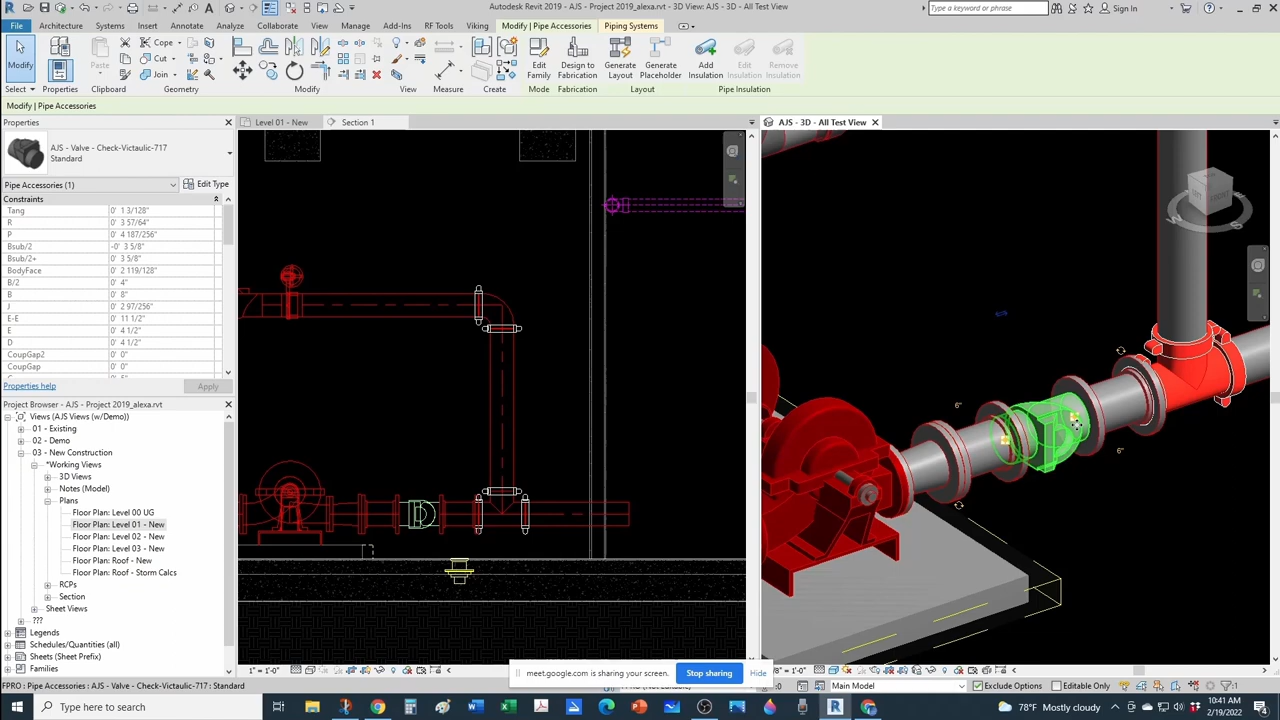 Autodesk Revit 2019 - AJS - Project 2019_alexa.rvt - 3D View: AJS - All Test View
Type a keyword or phrase
Sign In
File
Architecture
Systems
Insert
Annotate
Analyze
Collaborate
View
Manage
Add-Ins
RF Tools
Viking
Modify | Pipe Accessories
Piping Systems
Modify
Paste
Cope
Cut
Join
Edit Family
Design to Fabrication
Generate Layout
Generate Placeholder
Add Insulation
Edit Insulation
Remove Insulation
Select
Properties
Clipboard
Geometry
Modify
View
Measure
Create
Mode
Fabrication
Layout
Pipe Insulation
Modify | Pipe Accessories
Properties
Level 01 - New
Section 1
AJS - 3D - All Test View
AJS - Valve - Check-Victaulic-717
Standard
Pipe Accessories (1)
Edit Type
Constraints
Tang 0' 1 3/128"
R 0' 3 57/64"
P 0' 4 187/256"
Bsub/2 -0' 3 5/8"
Bsub/2+ 0' 3 5/8"
BodyFace 0' 2 119/128"
B/2 0' 4"
B 0' 8"
J 0' 2 97/256"
E-E 0' 11 1/2"
E 0' 4 1/2"
D 0' 4 1/2"
CoupGap2 0' 0"
CoupGap 0' 0"
Properties help
Apply
Project Browser - AJS - Project 2019_alexa.rvt
Views (AJS Views (w/Demo))
01 - Existing
02 - Demo
03 - New Construction
*Working Views
3D Views
Notes (Model)
Plans
Floor Plan: Level 00 UG
Floor Plan: Level 01 - New
Floor Plan: Level 02 - New
Floor Plan: Level 03 - New
Floor Plan: Roof - New
Floor Plan: Roof - Storm Calcs
RCPs
Section
Sheet Views
???
Legends
Schedules/Quantities (all)
Sheets (Sheet Prefix)
Families
6"
6"
1" = 1'-0"
meet.google.com is sharing your screen.
Stop sharing
Hide
FPRO : Pipe Accessories : AJS - Valve - Check-Victaulic-717 : Standard
Main Model
Exclude Options
Editable Only
Type here to search
78°F Mostly sunny
10:41 AM
2/19/2022